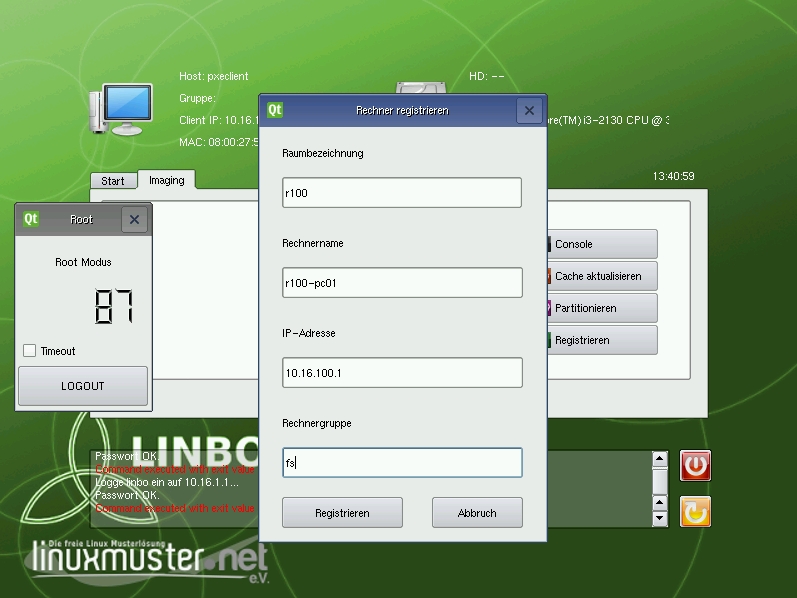 Host: pxeclient
HD: --
Gruppe:
Client IP: 10.16.1
ore(TM) i3-2130 CPU @ 3
MAC: 08:00:27:5
Qt
Rechner registrieren
Raumbezeichnung
r100
Rechnername
r100-pc01
IP-Adresse
10.16.100.1
Rechnergruppe
fs
Registrieren
Abbruch
Start
Imaging
13:40:59
Qt
Root
Root Modus
87
Timeout
LOGOUT
Console
Cache aktualisieren
Partitionieren
Registrieren
LINBO
Passwort OK.
Command executed with exit value
Logge linbo ein auf 10.16.1.1...
Passwort OK.
Command executed with exit value
Die freie Linux Musterlösung
linuxmuster.net
e.V.